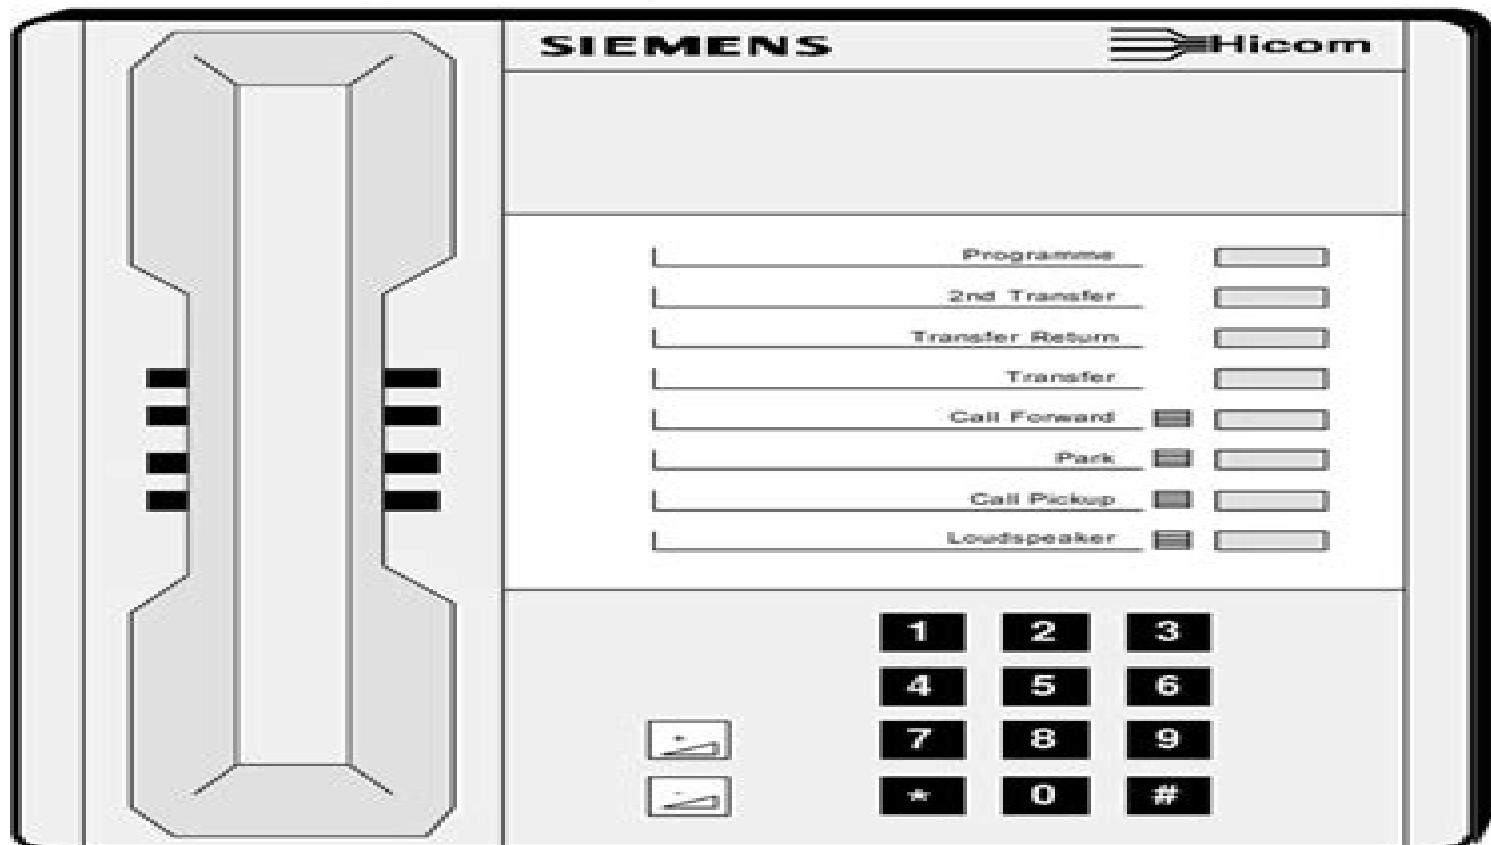 SIEMENS Hicom
Programme
2nd Transfer
Transfer Return
Transfer
Call Forward
Park
Call Pickup
Loudspeaker
1 2 3
4 5 6
+ 7 8 9
- * 0 #